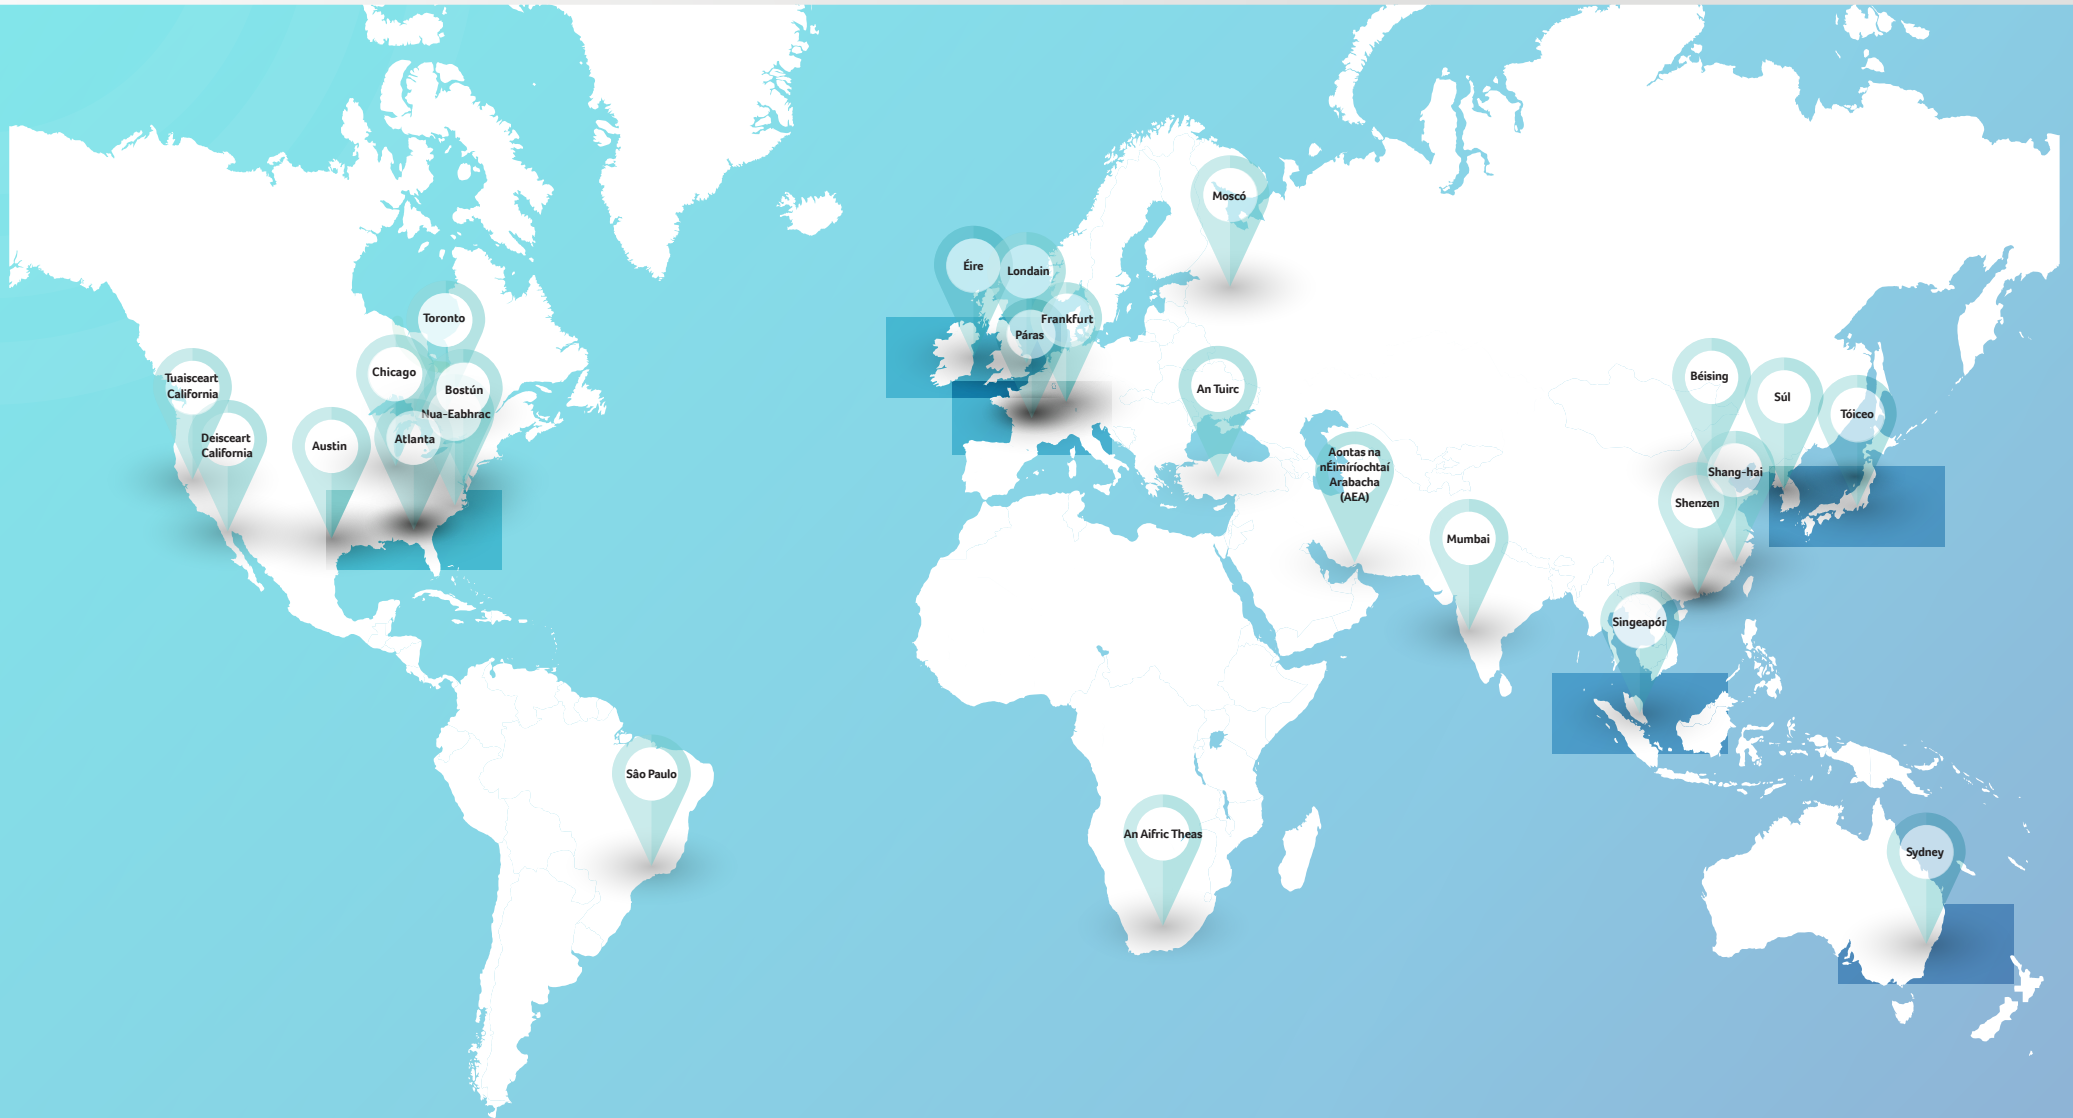 Moscó
Éire
Londain
Frankfurt
Páras
Toronto
Chicago
Tuaisceart
California
Bostún
Nua-Eabhrac
Deisceart
California
Austin
Atlanta
An Tuirc
Béising
Súl
Tóiceo
Aontas na
nÉimíríochtaí
Arabacha
(AEA)
Shang-hai
Shenzen
Mumbai
Singeapór
Sâo Paulo
An Aifric Theas
Sydney